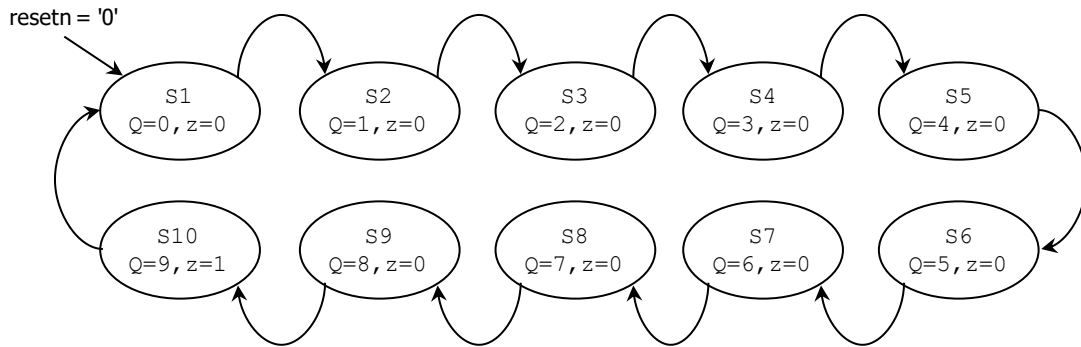 resetn = '0'
S1
Q=0,z=0
S2
Q=1,z=0
S3
Q=2,z=0
S4
Q=3,z=0
S5
Q=4,z=0
S10
Q=9,z=1
S9
Q=8,z=0
S8
Q=7,z=0
S7
Q=6,z=0
S6
Q=5,z=0